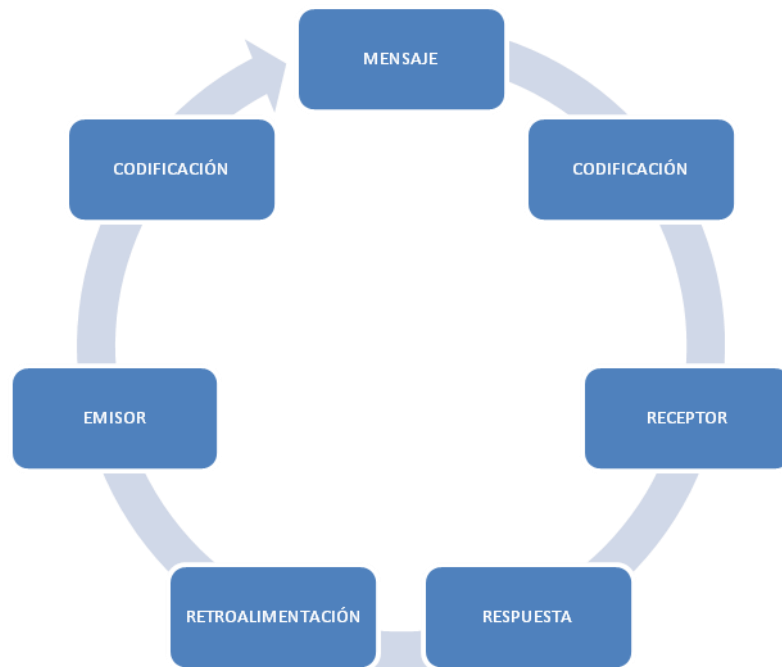 MENSAJE
CODIFICACIÓN
CODIFICACIÓN
EMISOR
RECEPTOR
RETROALIMENTACIÓN
RESPUESTA